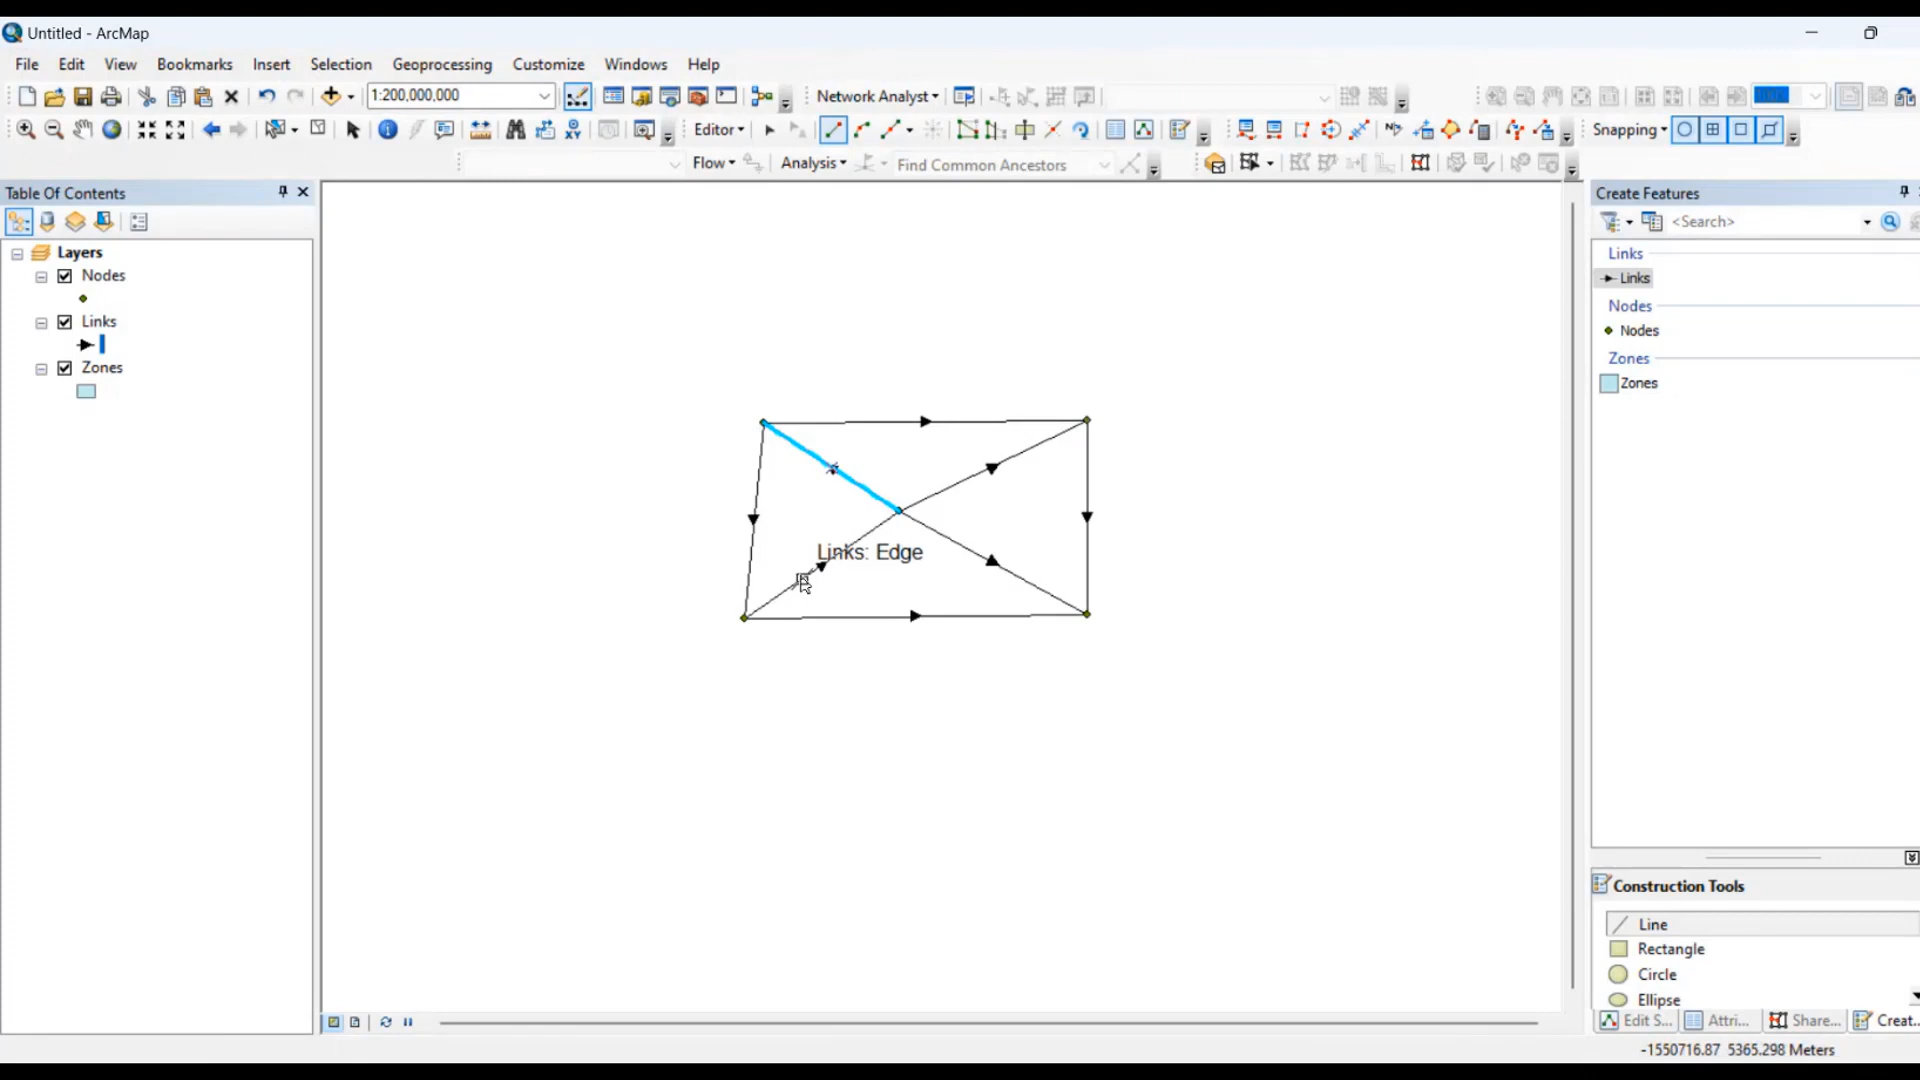 Untitled - ArcMap
File Edit View Bookmarks Insert Selection Geoprocessing Customize Windows Help
1:200,000,000 Network Analyst
Editor Snapping
Flow Analysis Find Common Ancestors
Table Of Contents
Layers
Nodes
Links
Zones
Links: Edge
Create Features
<Search>
Links
Links
Nodes
Nodes
Zones
Zones
Construction Tools
Line
Rectangle
Circle
Ellipse
Edit S... Attri... Share... Creat...
-1550716.87 5365.298 Meters